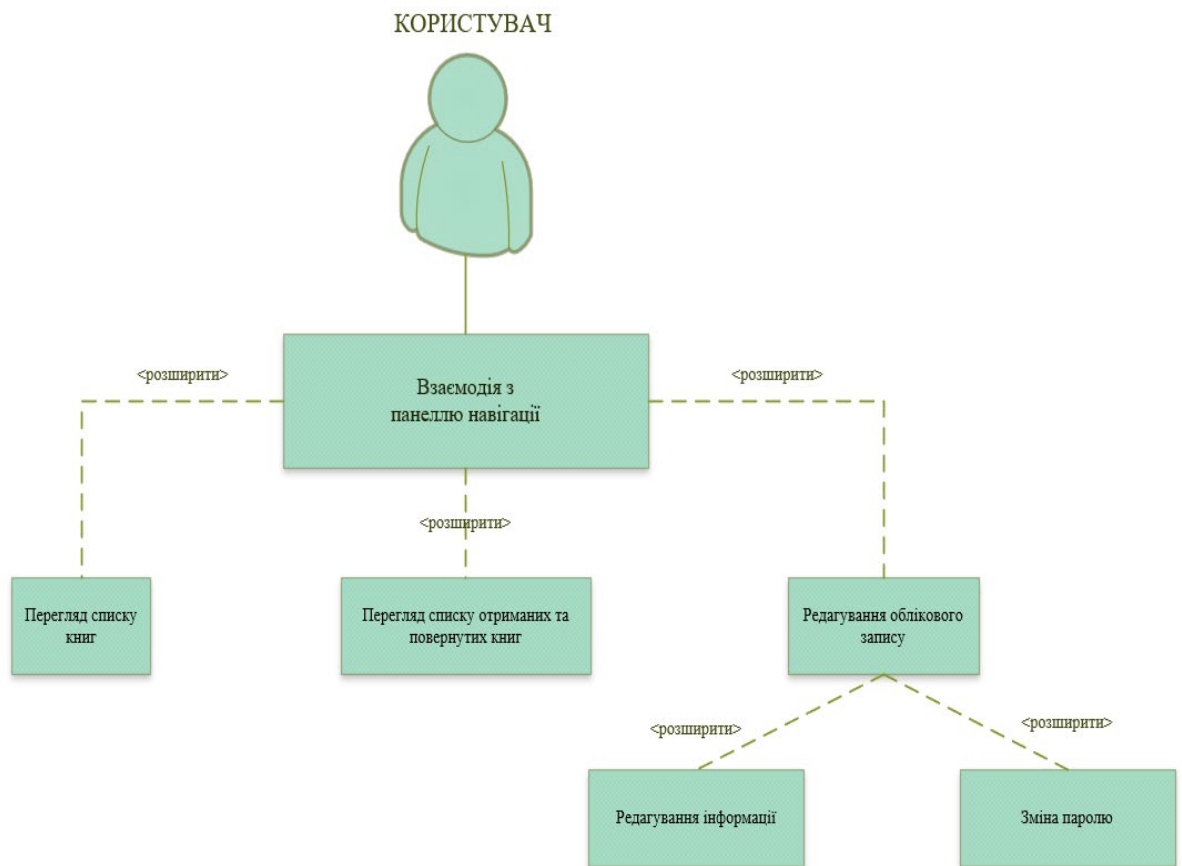 КОРИСТУВАЧ
<розширити>
<розширити>
Взаємодія з
панеллю навігації
<розширити>
Перегляд списку
книг
Перегляд списку отриманих та
повернутих книг
Редагування облікового
запису
<розширити>
<розширити>
Редагування інформації
Зміна паролю